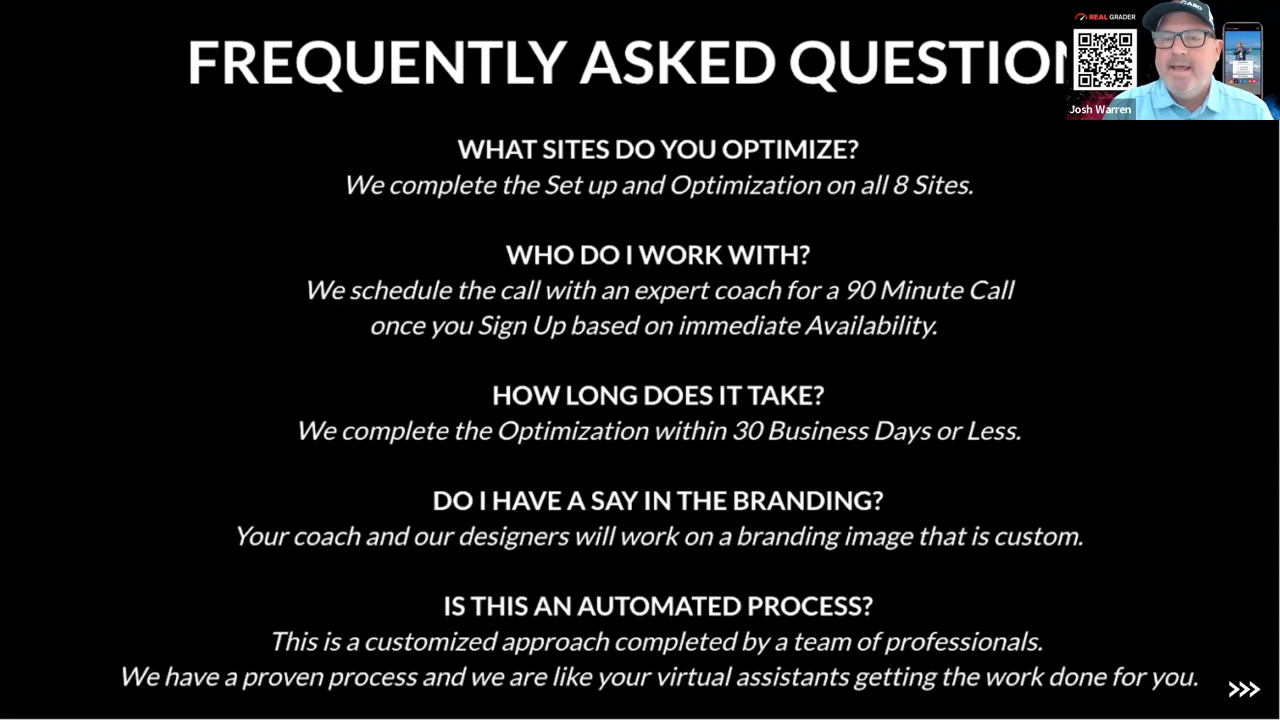 FREQUENTLY ASKED QUESTION
REAL GRADER
Josh Warren
WHAT SITES DO YOU OPTIMIZE?
We complete the Set up and Optimization on all 8 Sites.
WHO DO I WORK WITH?
We schedule the call with an expert coach for a 90 Minute Call
once you Sign Up based on immediate Availability.
HOW LONG DOES IT TAKE?
We complete the Optimization within 30 Business Days or Less.
DO I HAVE A SAY IN THE BRANDING?
Your coach and our designers will work on a branding image that is custom.
IS THIS AN AUTOMATED PROCESS?
This is a customized approach completed by a team of professionals.
We have a proven process and we are like your virtual assistants getting the work done for you.
>>>